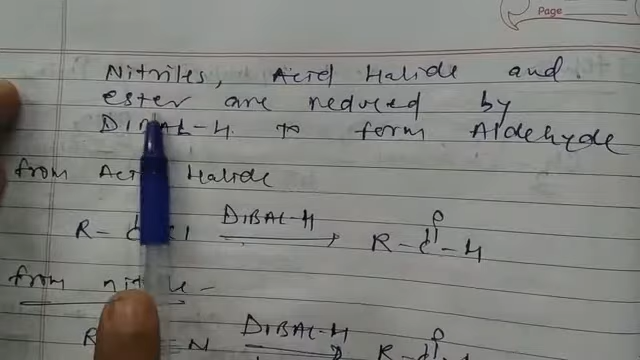 Page
Nitriles, Acid Halide and
ester are reduced by
DIBAL-H to form Aldehyde
from Acid Halide
R- Cl DIBAL-H R-C-H
O
from nitrile -
R ≡N DIBAL-H R-C-H
O